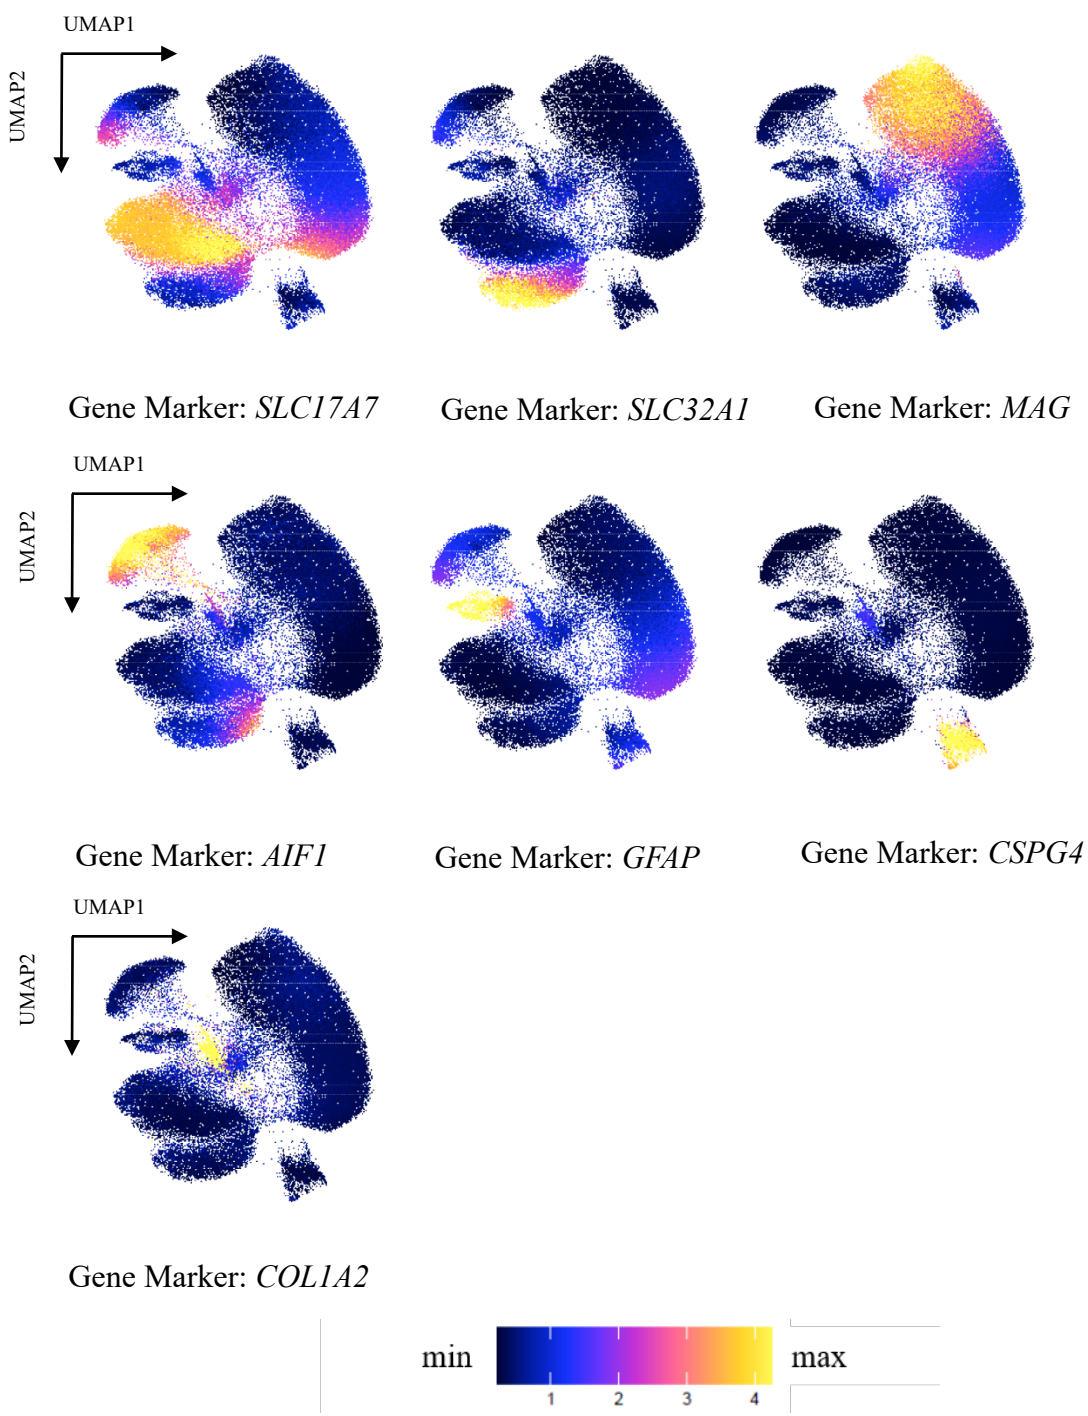 UMAP1
UMAP2
Gene Marker: SLC17A7
Gene Marker: SLC32A1
Gene Marker: MAG
UMAP1
UMAP2
Gene Marker: AIF1
Gene Marker: GFAP
Gene Marker: CSPG4
UMAP1
UMAP2
Gene Marker: COL1A2
min
max
1 2 3 4